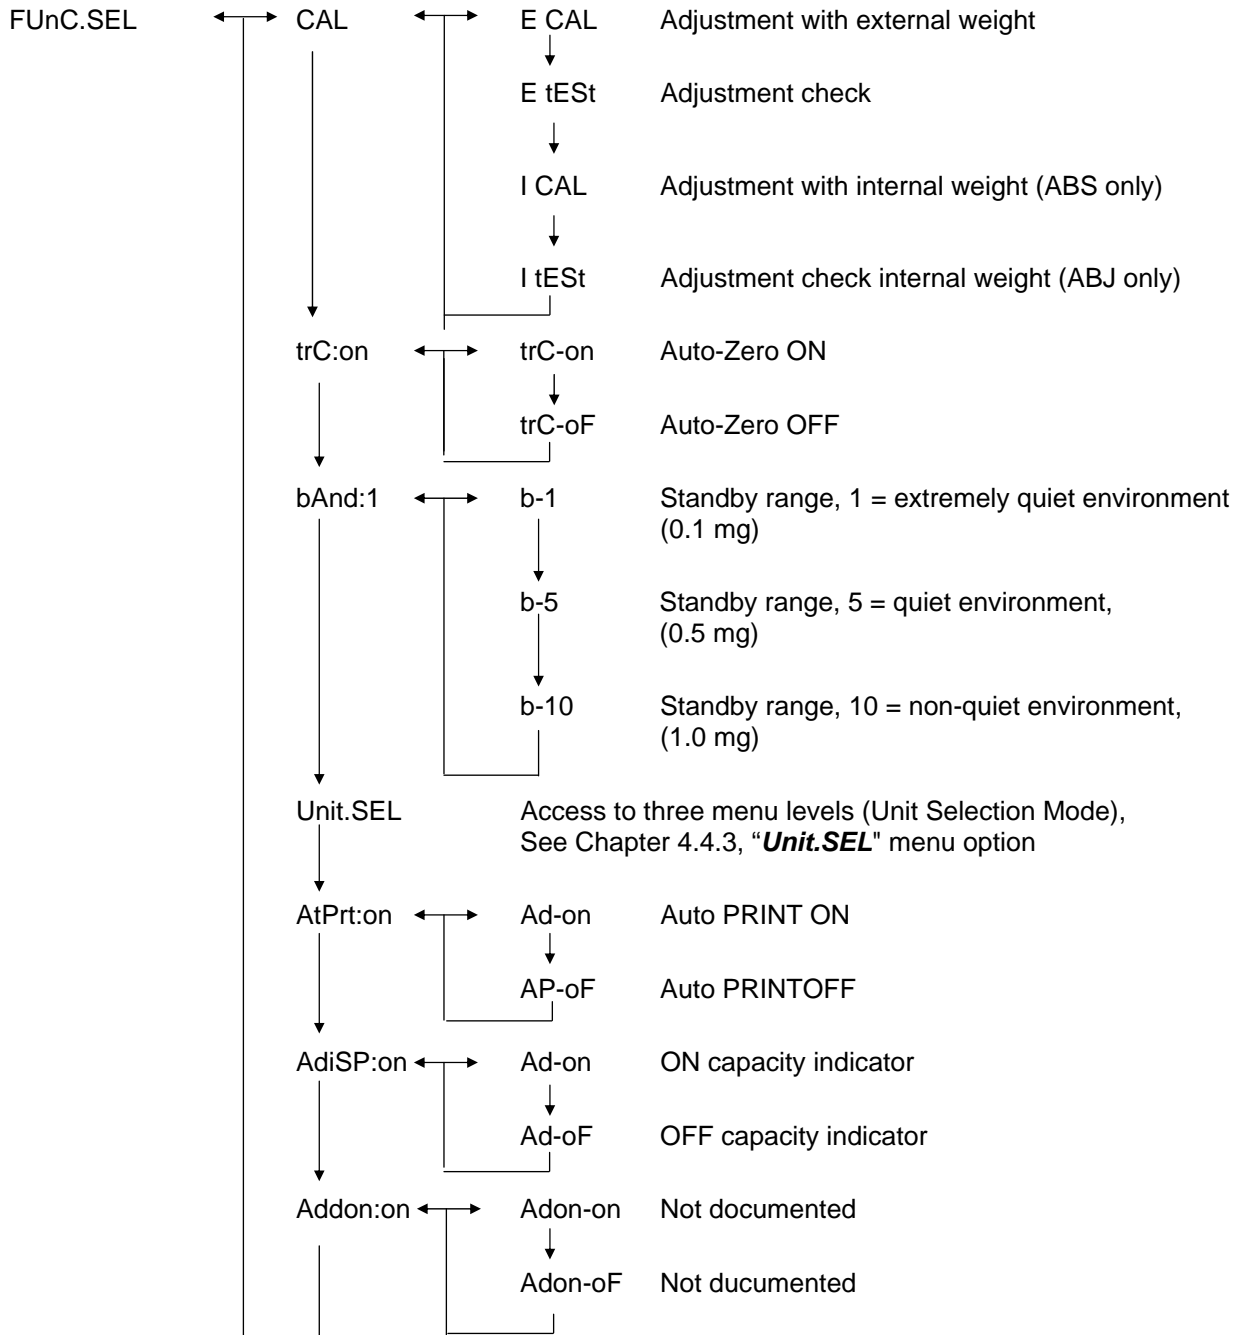 FUnC.SEL CAL E CAL Adjustment with external weight
E tESt Adjustment check
I CAL Adjustment with internal weight (ABS only)
I tESt Adjustment check internal weight (ABJ only)
trC:on trC-on Auto-Zero ON
trC-oF Auto-Zero OFF
bAnd:1 b-1 Standby range, 1 = extremely quiet environment
(0.1 mg)
b-5 Standby range, 5 = quiet environment,
(0.5 mg)
b-10 Standby range, 10 = non-quiet environment,
(1.0 mg)
Unit.SEL Access to three menu levels (Unit Selection Mode),
See Chapter 4.4.3, “Unit.SEL" menu option
AtPrt:on Ad-on Auto PRINT ON
AP-oF Auto PRINTOFF
AdiSP:on Ad-on ON capacity indicator
Ad-oF OFF capacity indicator
Addon:on Adon-on Not documented
Adon-oF Not ducumented